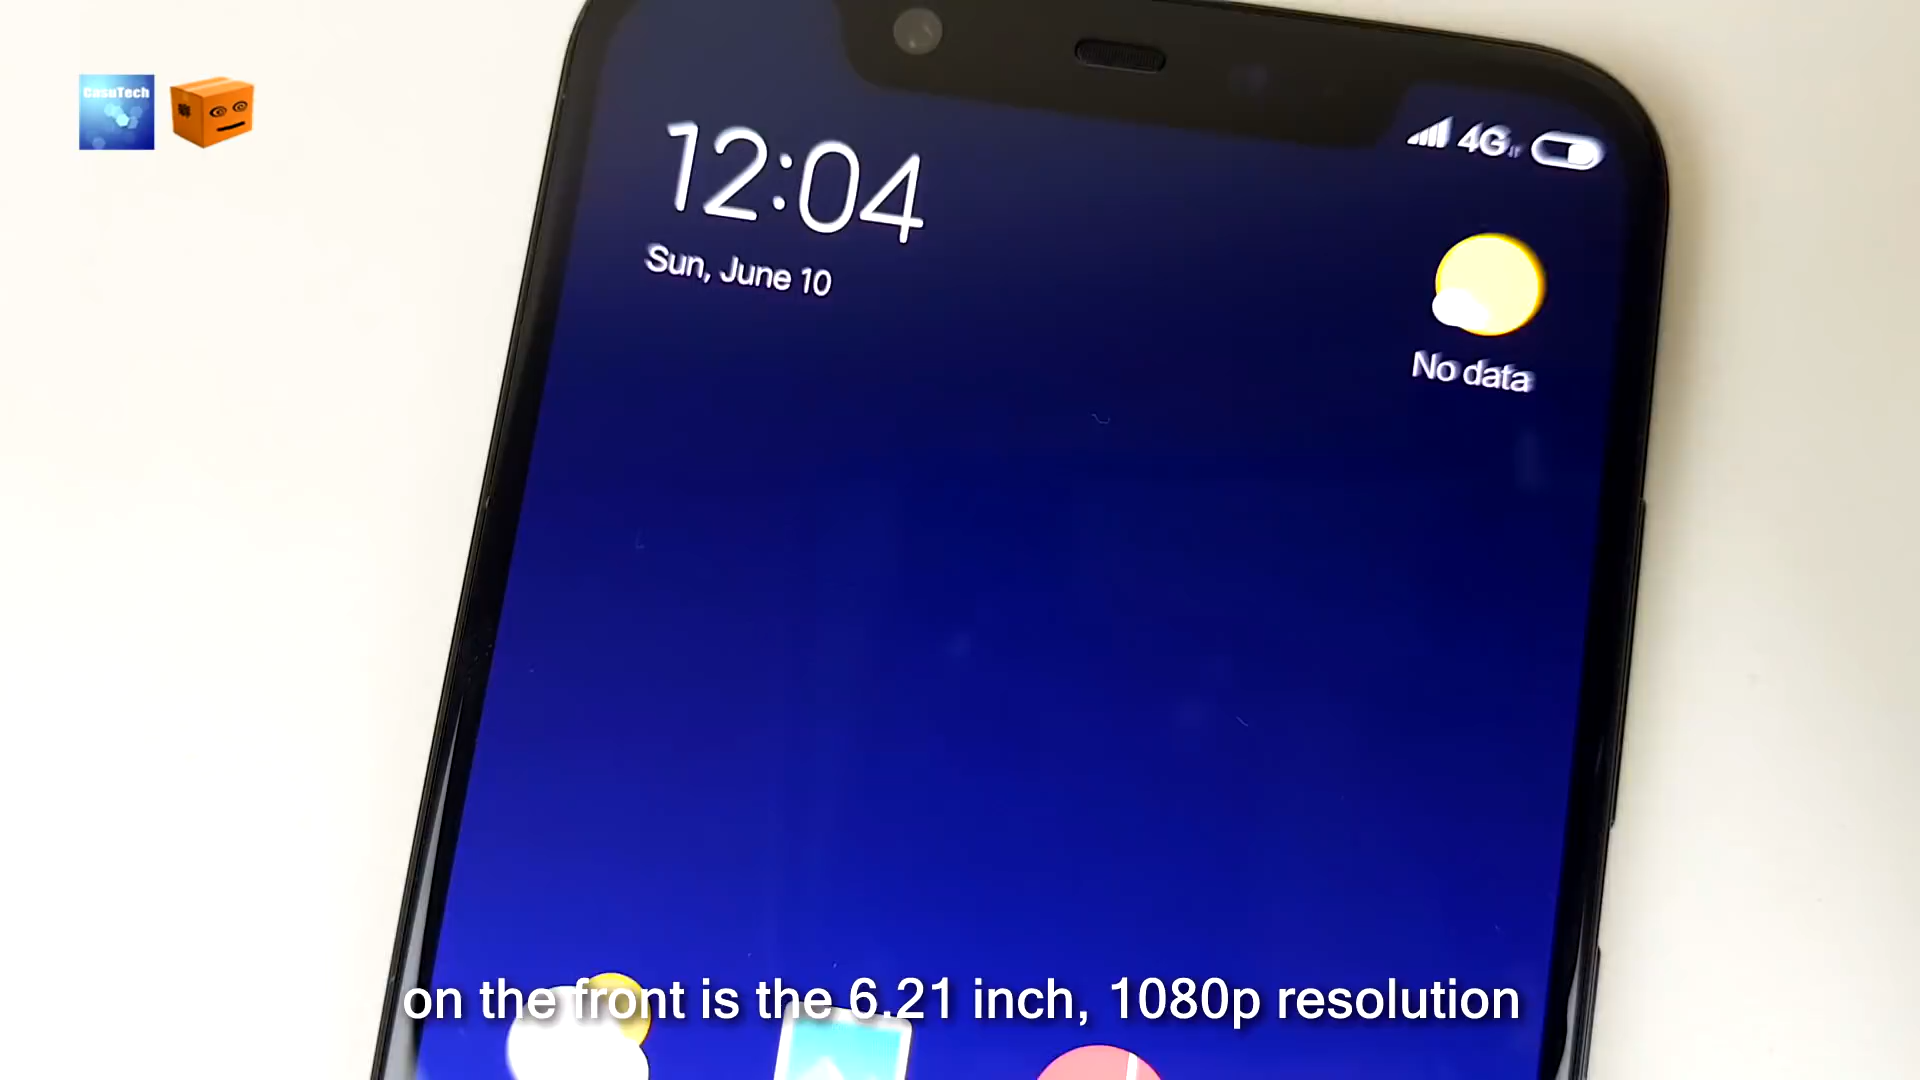 CasuTech
12:04
4G
Sun, June 10
No data
on the front is the 6.21 inch, 1080p resolution